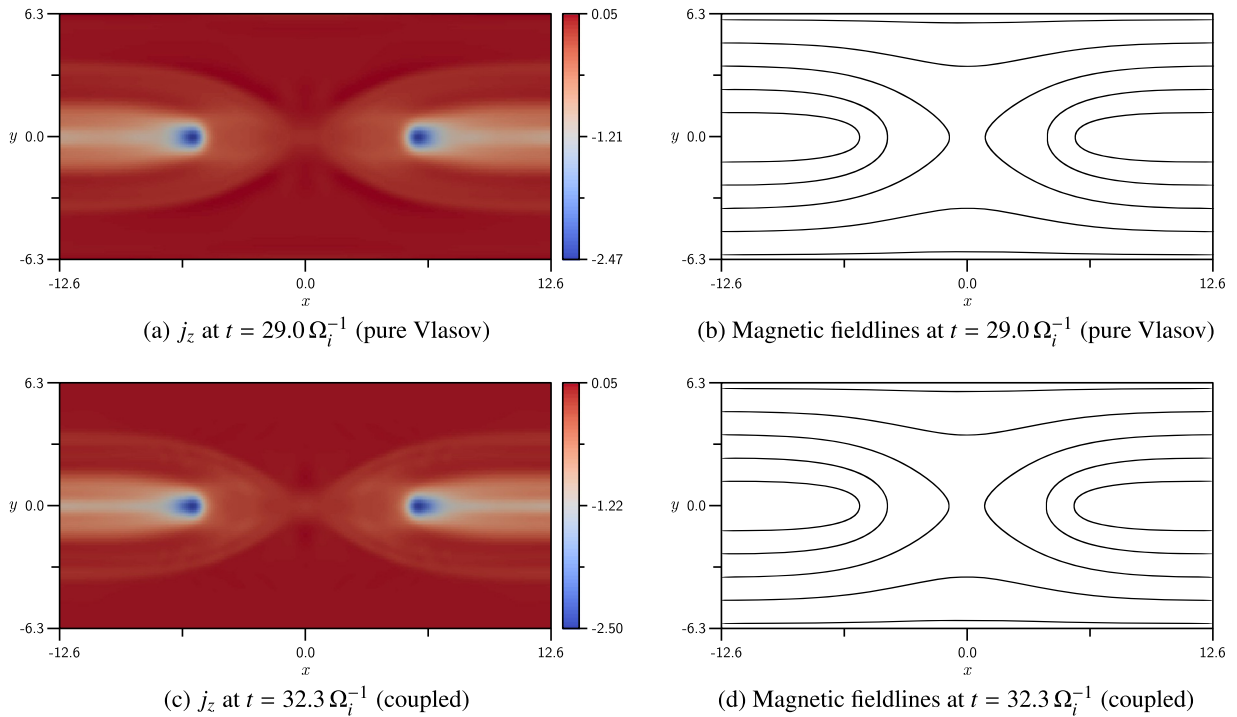 6.3
0.05
6.3
y 0.0
-1.21
y 0.0
-6.3
-2.47
-6.3
-12.6
0.0
12.6
-12.6
0.0
12.6
x
x
(a) j_z at t = 29.0 Ω_i^{-1} (pure Vlasov)
(b) Magnetic fieldlines at t = 29.0 Ω_i^{-1} (pure Vlasov)
6.3
0.05
6.3
y 0.0
-1.22
y 0.0
-6.3
-2.50
-6.3
-12.6
0.0
12.6
-12.6
0.0
12.6
x
x
(c) j_z at t = 32.3 Ω_i^{-1} (coupled)
(d) Magnetic fieldlines at t = 32.3 Ω_i^{-1} (coupled)